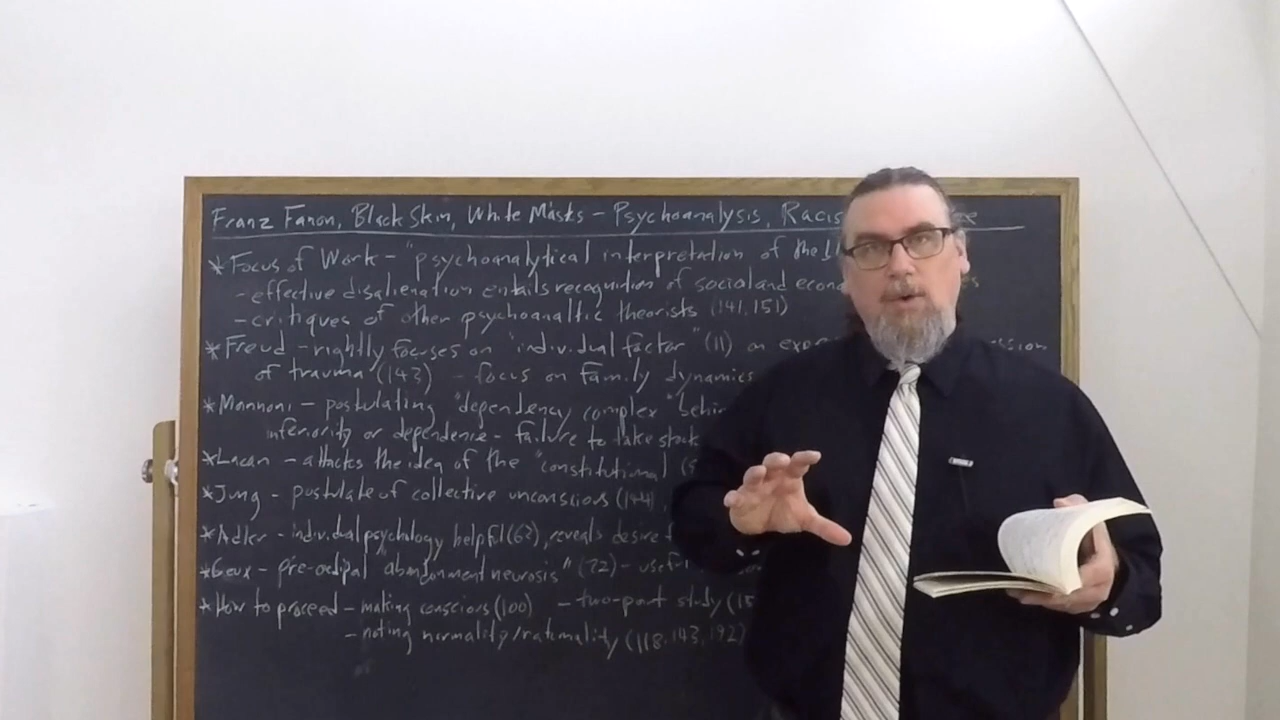 Franz Fanon, Black Skin, White Masks - Psychoanalysis, Racis
* Focus of Work - "psychoanalytical interpretation of the
- effective disalienation entails recognition of social and econo
- critiques of other psychoanaltic theorists (141, 151)
* Freud - rightly focuses on "individual factor" (11) on ssion
of trauma (143) - focus on family dynamics
* Mannoni - postulating "dependency complex" behi
inferiority or dependence - failure to take stock
* Lacan - attacks the idea of the "constitutional
* Jung - postulate of collective unconscious (144)
* Adler - individual psychology helpful (62), reveals desire
* Geux - pre-oedipal "abandonment neurosis" (72) - usef
* How to proceed - making conscious (100) - two-part study (15
- noting normality/rationality (118, 143, 192)